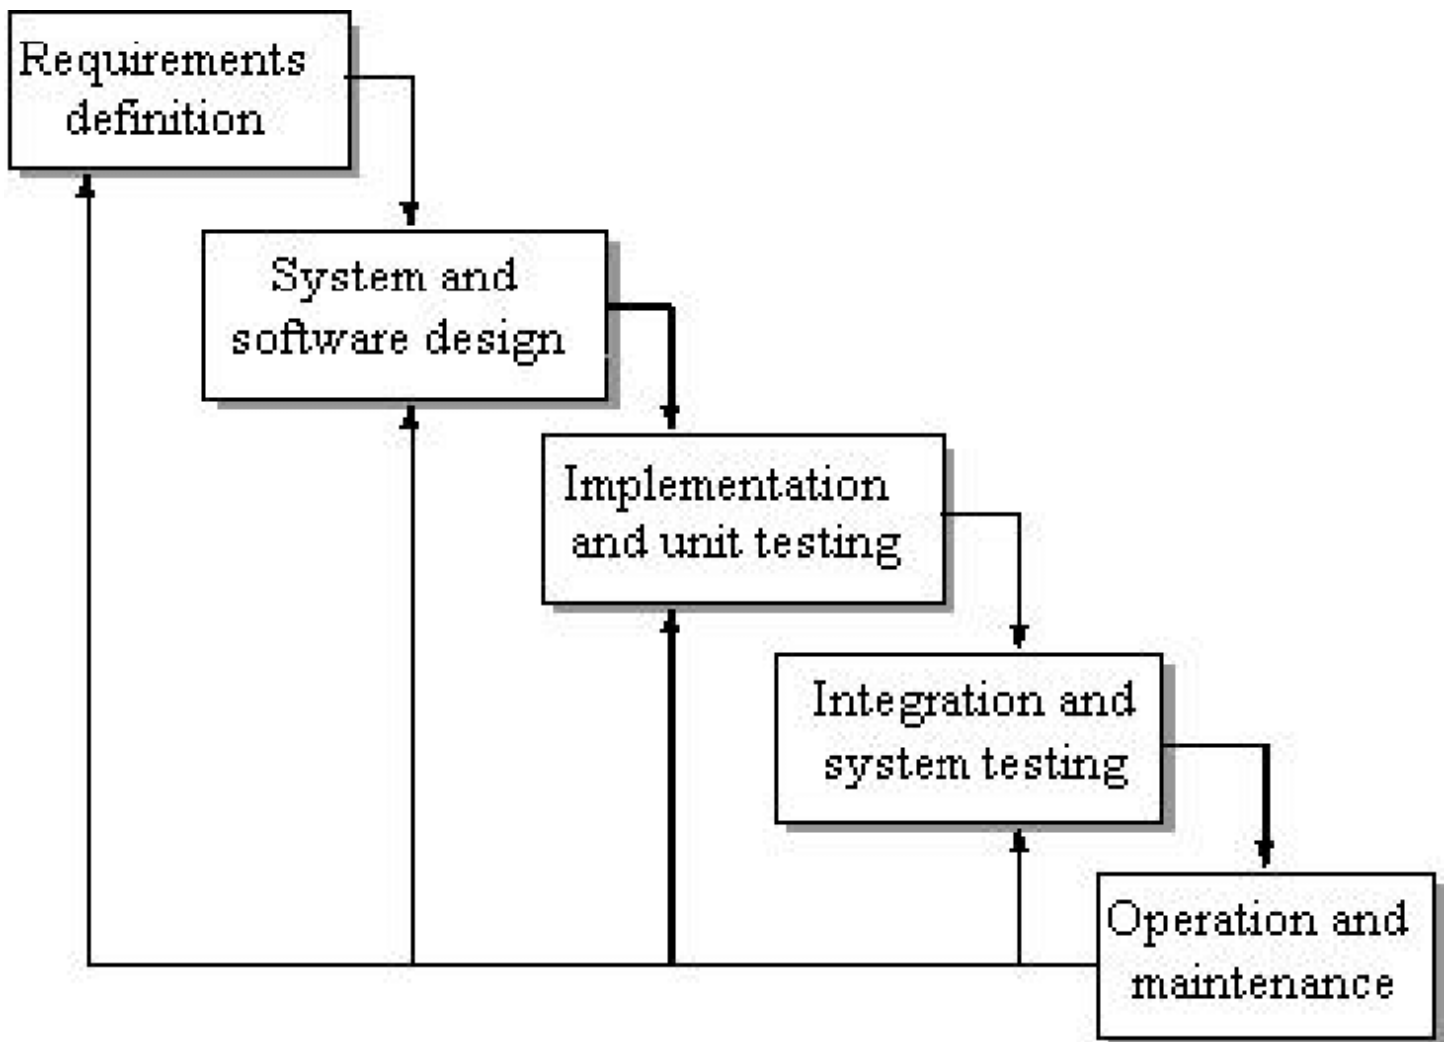 Requirements
definition
System and
software design
Implementation
and unit testing
Integration and
system testing
Operation and
maintenance